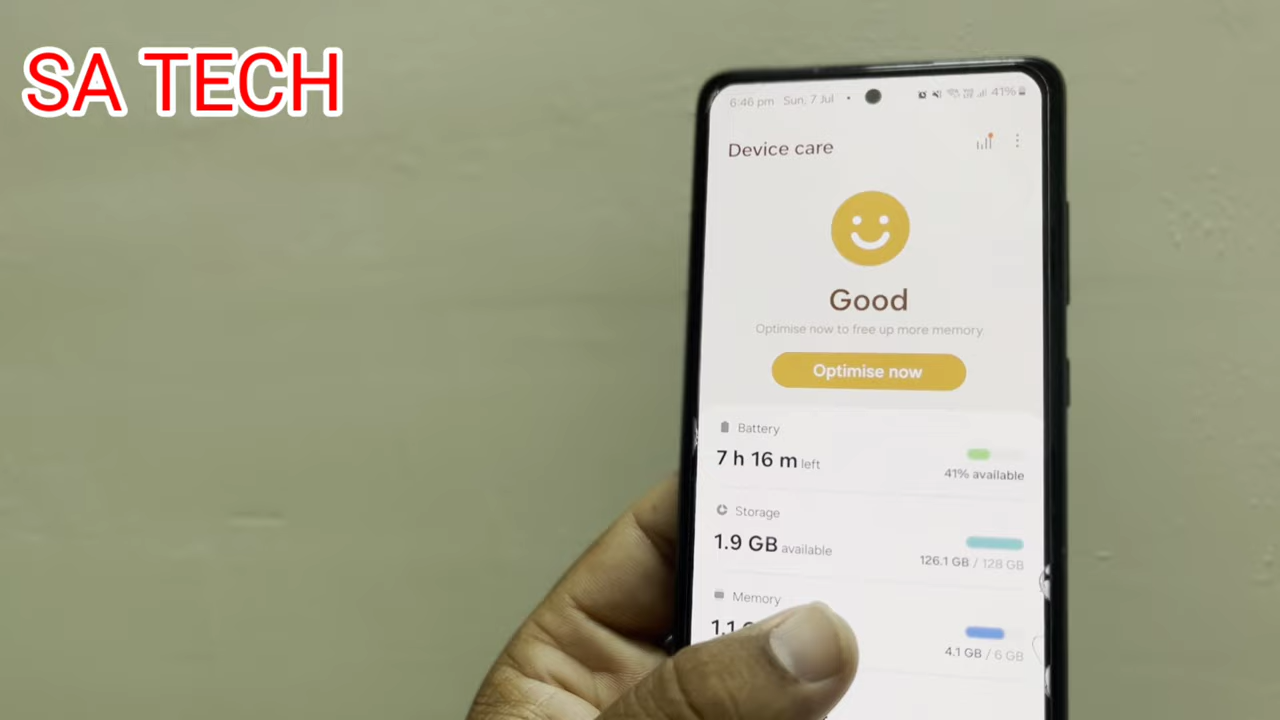 SA TECH
6:46 pm Sun, 7 Jul • 41%
Device care
Good
Optimise now to free up more memory.
Optimise now
Battery
7 h 16 m left
41% available
Storage
1.9 GB available
126.1 GB / 128 GB
Memory
4.1 GB / 6 GB